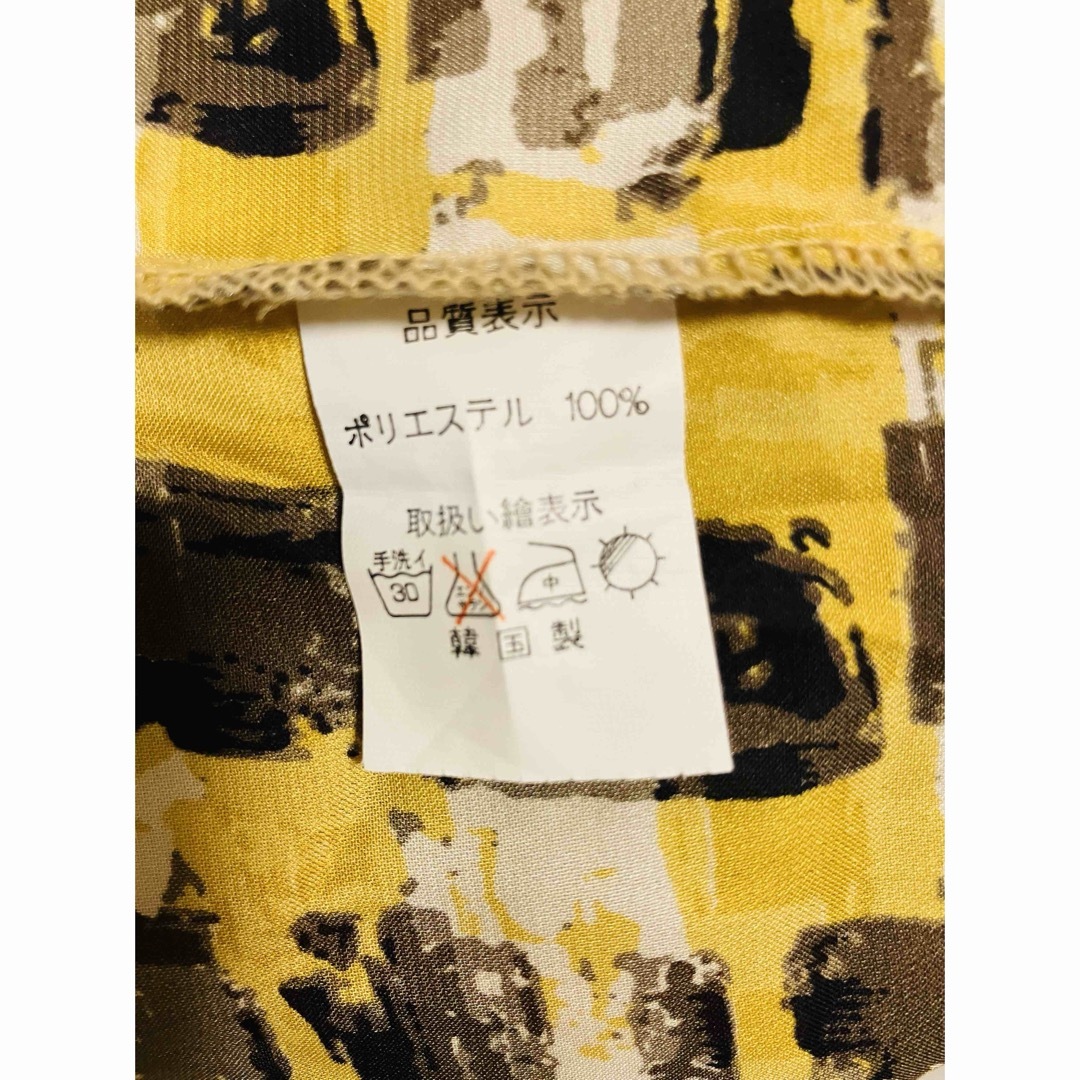 品質表示
ポリエステル 100%
取扱い繪表示
手洗イ
30
中
韓国製